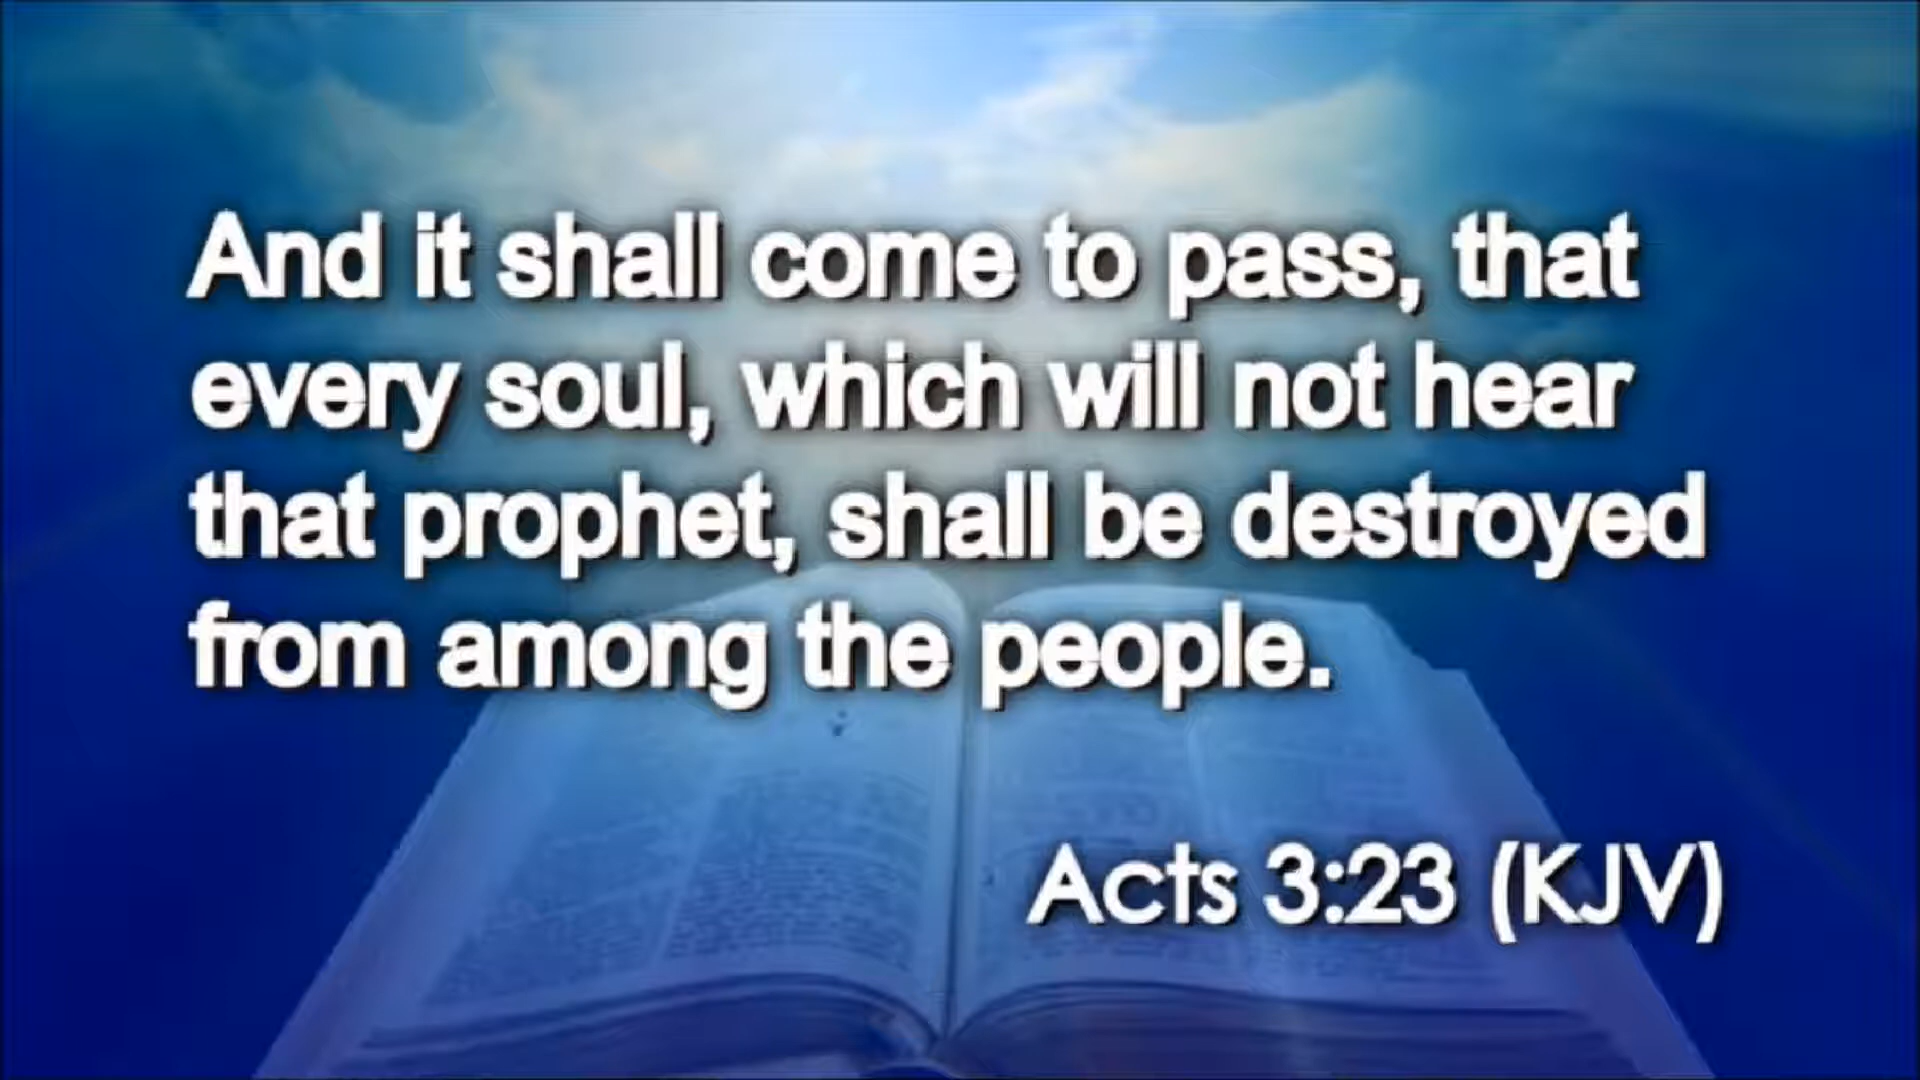 And it shall come to pass, that
every soul, which will not hear
that prophet, shall be destroyed
from among the people.
Acts 3:23 (KJV)